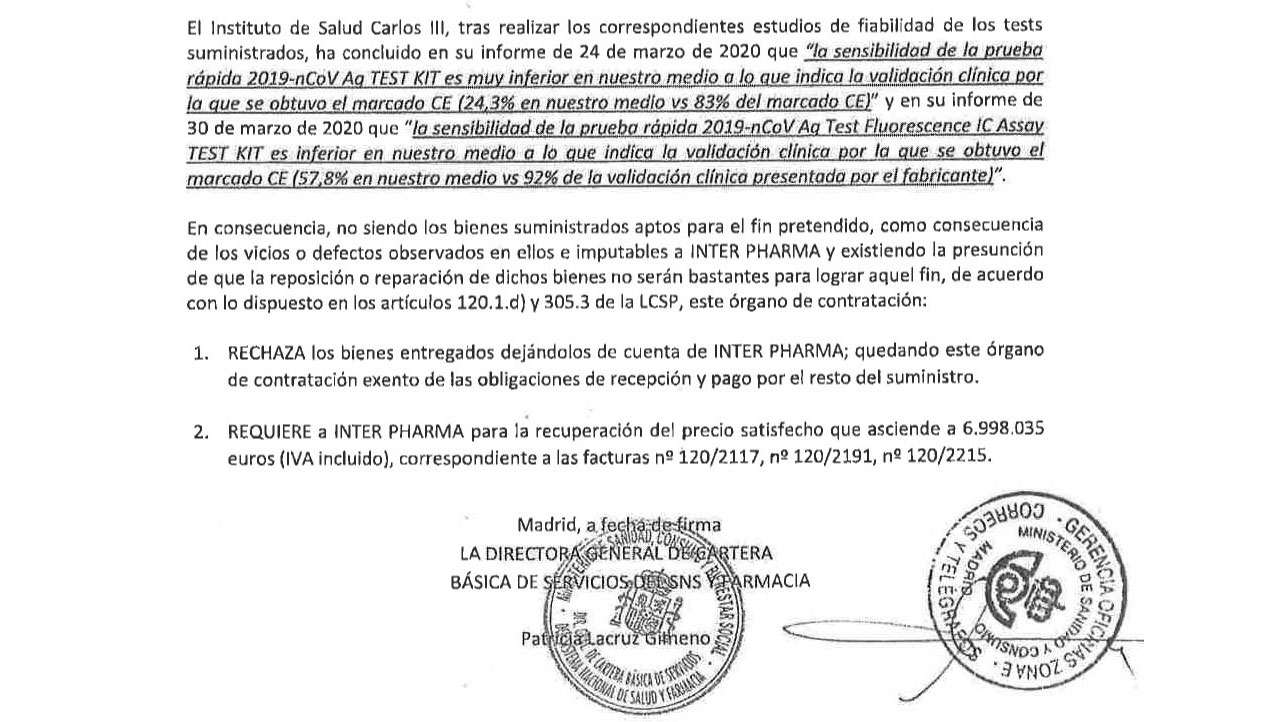 El Instituto de Salud Carlos III, tras realizar los correspondientes estudios de fiabilidad de los tests
suministrados, ha concluido en su informe de 24 de marzo de 2020 que "la sensibilidad de la prueba
rápida 2019-nCoV Ag TEST KIT es muy inferior en nuestro medio a lo que indica la validación clínica por
la que se obtuvo el marcado CE (24,3% en nuestro medio vs 83% del marcado CE)" y en su informe de
30 de marzo de 2020 que "la sensibilidad de la prueba rápida 2019-nCoV Ag Test Fluorescence IC Assay
TEST KIT es inferior en nuestro medio a lo que indica la validación clínica por la que se obtuvo el
marcado CE (57,8% en nuestro medio vs 92% de la validación clínica presentada por el fabricante)".
En consecuencia, no siendo los bienes suministrados aptos para el fin pretendido, como consecuencia
de los vicios o defectos observados en ellos e imputables a INTER PHARMA y existiendo la presunción
de que la reposición o reparación de dichos bienes no serán bastantes para lograr aquel fin, de acuerdo
con lo dispuesto en los artículos 120.1.d) y 305.3 de la LCSP, este órgano de contratación:
1. RECHAZA los bienes entregados dejándolos de cuenta de INTER PHARMA; quedando este órgano
de contratación exento de las obligaciones de recepción y pago por el resto del suministro.
2. REQUIERE a INTER PHARMA para la recuperación del precio satisfecho que asciende a 6.998.035
euros (IVA incluido), correspondiente a las facturas nº 120/2117, nº 120/2191, nº 120/2215.
Madrid, a fecha de firma
LA DIRECTORA GENERAL DE CARTERA
BÁSICA DE SERVICIOS DEL SNS Y FARMACIA
Patricia Lacruz Gimeno
MINISTERIO DE SANIDAD, CONSUMO Y BIENESTAR SOCIAL
DR. GRAL. DE CARTERA BÁSICA DE SERVICIOS
DEL SISTEMA NACIONAL DE SALUD Y FARMACIA
GERENCIA OFICINAS ZONA E
CORREOS Y TELÉGRAFOS
MINISTERIO DE SANIDAD Y CONSUMO
MADRID